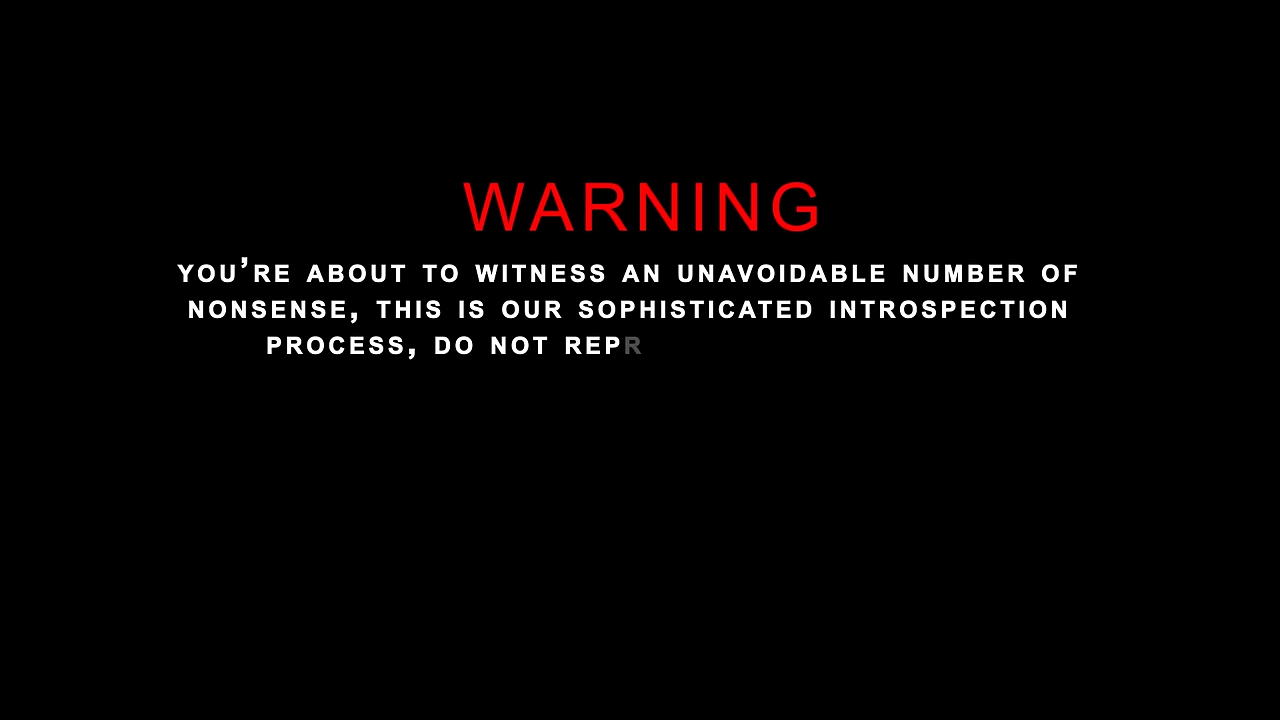 WARNING
YOU'RE ABOUT TO WITNESS AN UNAVOIDABLE NUMBER OF
NONSENSE, THIS IS OUR SOPHISTICATED INTROSPECTION
PROCESS, DO NOT REPR